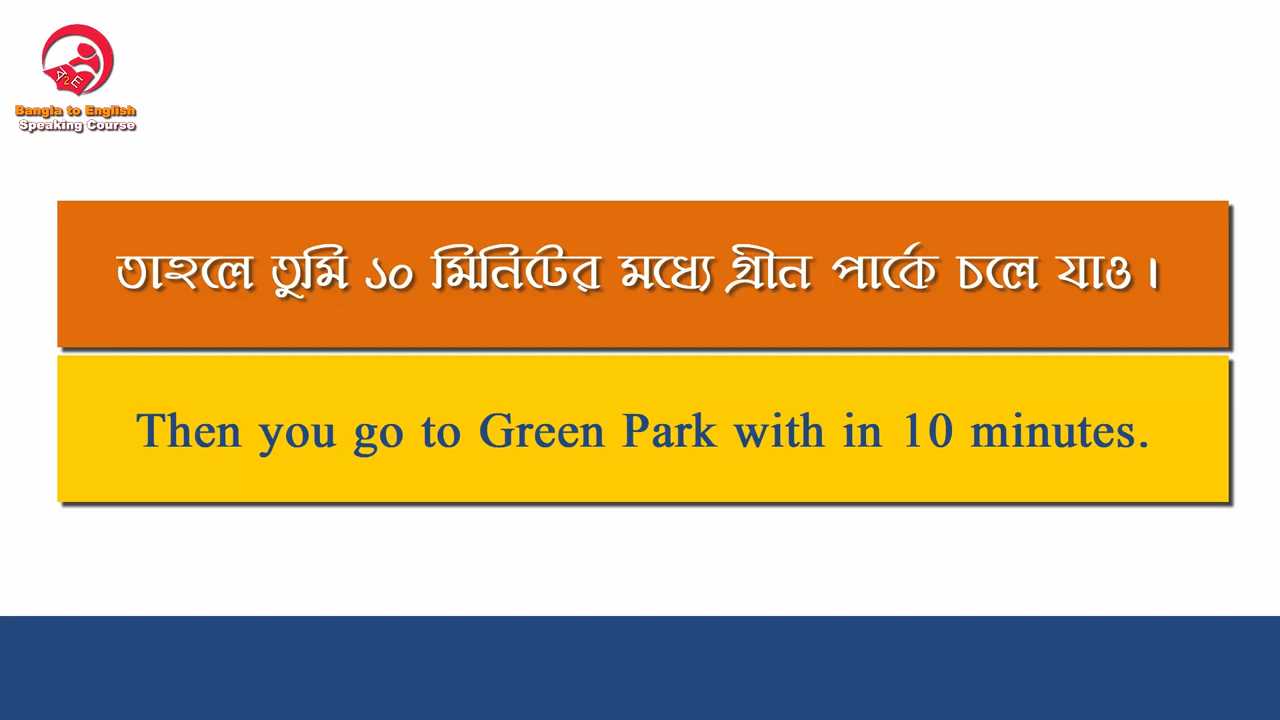 ব2E
Bangla to English
Speaking Course
তাহলে তুমি ১০ মিনিটের মধ্যে গ্রীন পার্কে চলে যাও।
Then you go to Green Park with in 10 minutes.